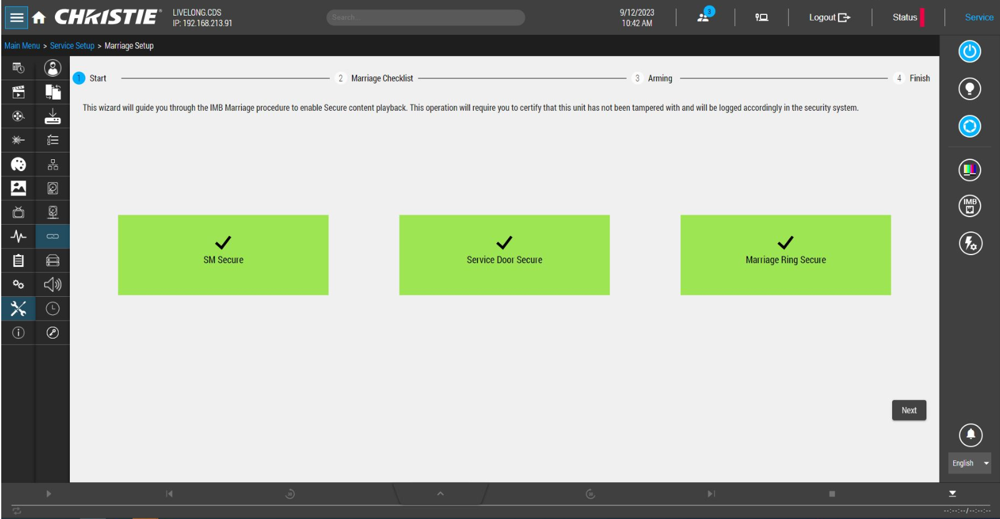 CHRISTIE®
LIVELONG.CDS
IP: 192.168.213.91
Search...
9/12/2023
10:42 AM
3
Logout
Status
Service
Main Menu > Service Setup > Marriage Setup
1 Start
2 Marriage Checklist
3 Arming
4 Finish
This wizard will guide you through the IMB Marriage procedure to enable Secure content playback. This operation will require you to certify that this unit has not been tampered with and will be logged accordingly in the security system.
IMB
SM Secure
Service Door Secure
Marriage Ring Secure
Next
English
30
30
--:--:--/--:--:--